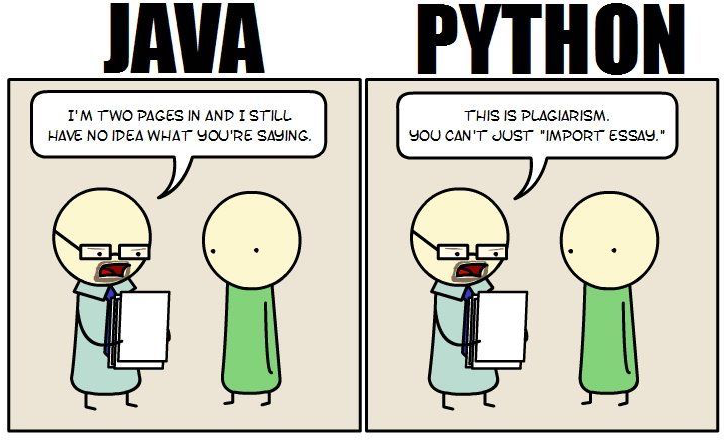 JAVA
I'M TWO PAGES IN AND I STILL
HAVE NO IDEA WHAT YOU'RE SAYING.
PYTHON
THIS IS PLAGIARISM.
YOU CAN'T JUST "IMPORT ESSAY."